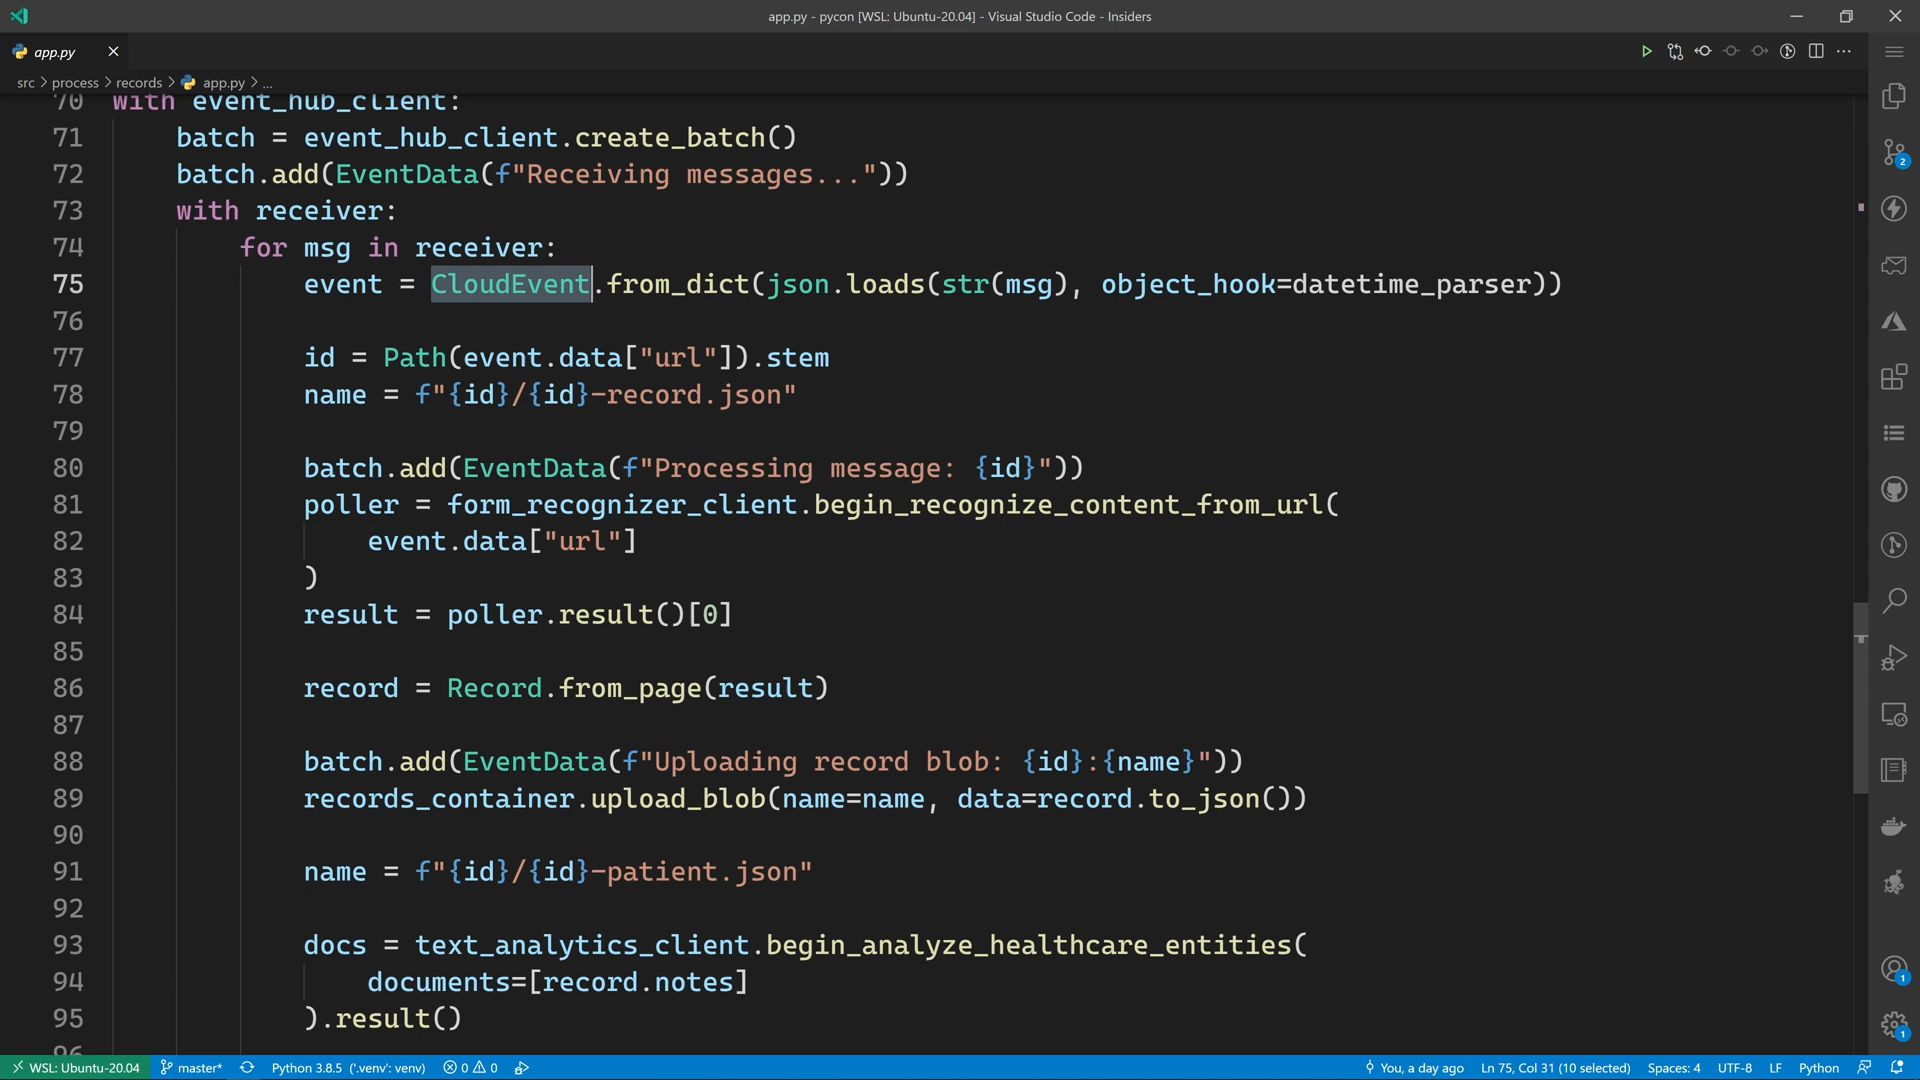 app.py - pycon [WSL: Ubuntu-20.04] - Visual Studio Code - Insiders
app.py
src > process > records > app.py > ...
70 with event_hub_client:
71 batch = event_hub_client.create_batch()
72 batch.add(EventData(f"Receiving messages..."))
73 with receiver:
74 for msg in receiver:
75 event = CloudEvent.from_dict(json.loads(str(msg), object_hook=datetime_parser))
76
77 id = Path(event.data["url"]).stem
78 name = f"{id}/{id}-record.json"
79
80 batch.add(EventData(f"Processing message: {id}"))
81 poller = form_recognizer_client.begin_recognize_content_from_url(
82 event.data["url"]
83 )
84 result = poller.result()[0]
85
86 record = Record.from_page(result)
87
88 batch.add(EventData(f"Uploading record blob: {id}:{name}"))
89 records_container.upload_blob(name=name, data=record.to_json())
90
91 name = f"{id}/{id}-patient.json"
92
93 docs = text_analytics_client.begin_analyze_healthcare_entities(
94 documents=[record.notes]
95 ).result()
96
2
1
1
WSL: Ubuntu-20.04 master* Python 3.8.5 ('.venv': venv) 0 0 You, a day ago Ln 75, Col 31 (10 selected) Spaces: 4 UTF-8 LF Python